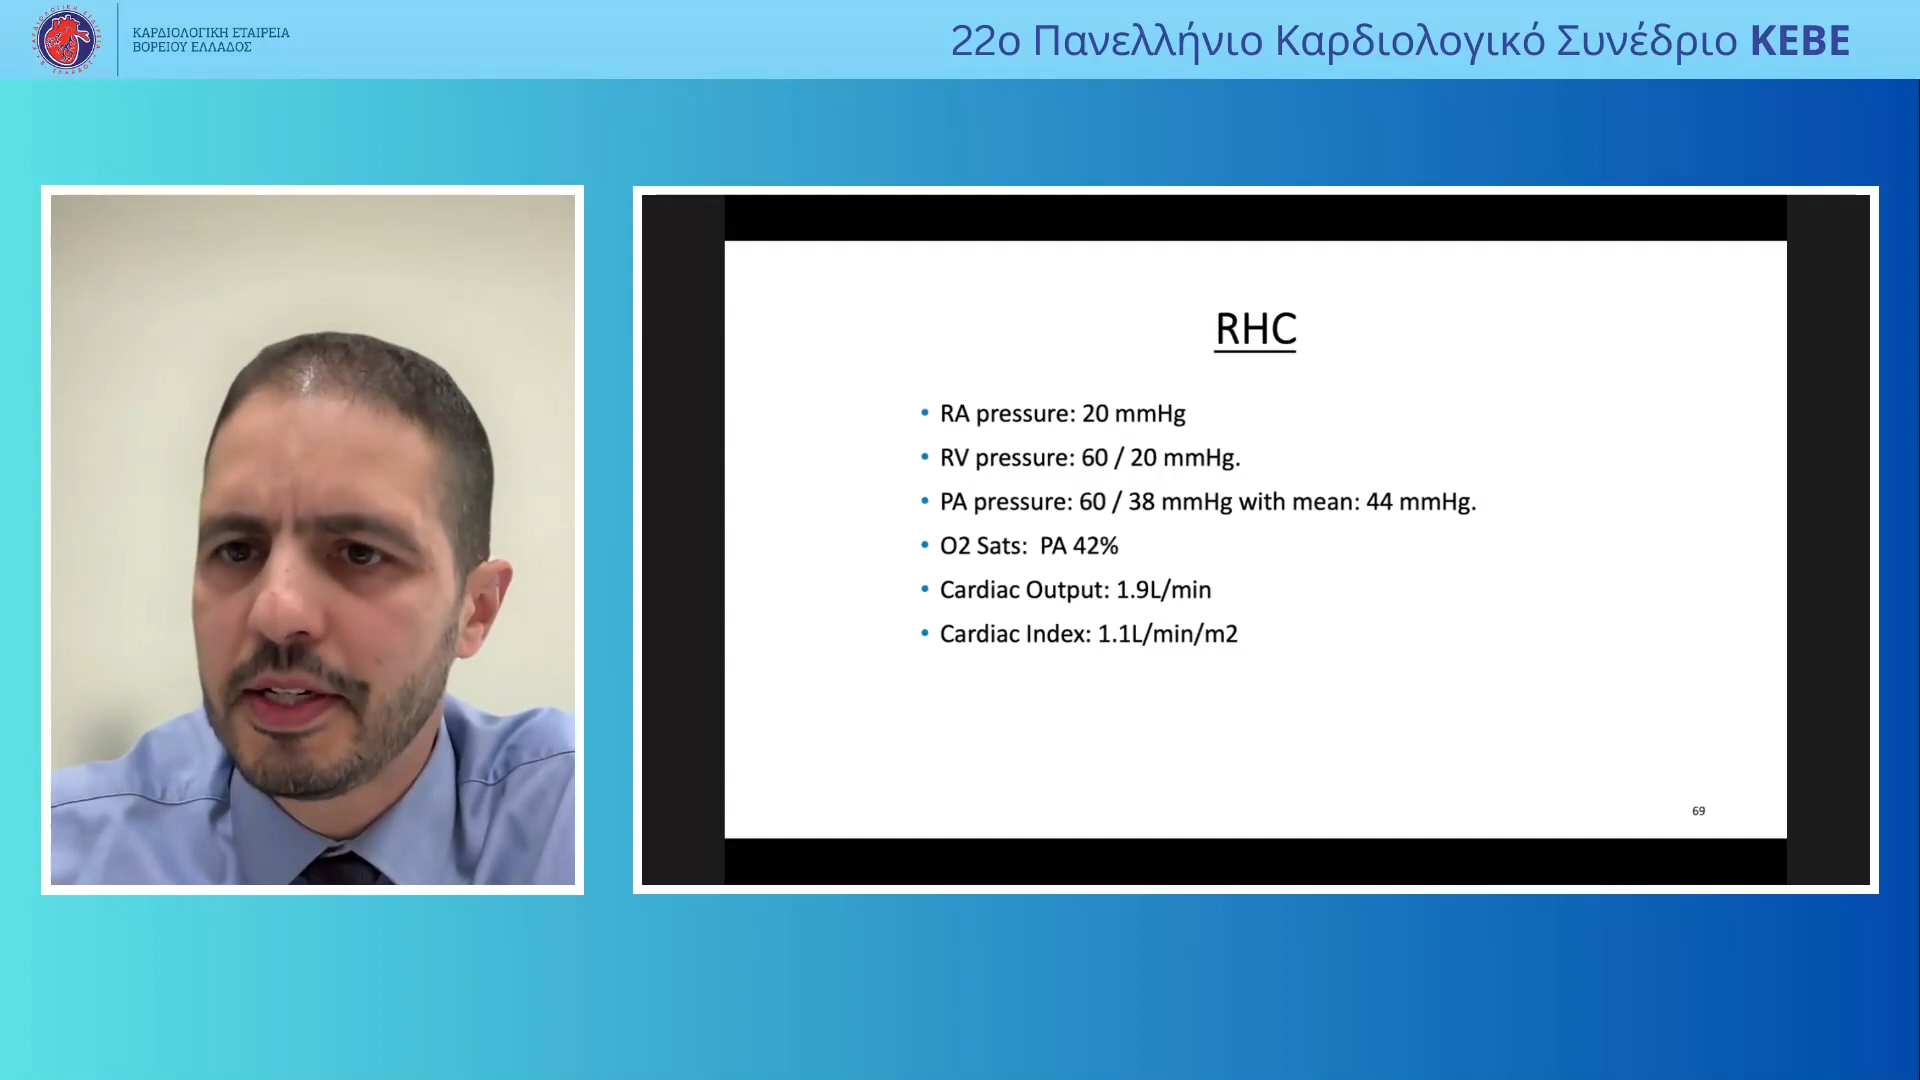 ΚΑΡΔΙΟΛΟΓΙΚΗ ΕΤΑΙΡΕΙΑ
ΒΟΡΕΙΟΥ ΕΛΛΑΔΟΣ
22ο Πανελλήνιο Καρδιολογικό Συνέδριο ΚΕΒΕ
RHC
• RA pressure: 20 mmHg
• RV pressure: 60 / 20 mmHg.
• PA pressure: 60 / 38 mmHg with mean: 44 mmHg.
• O2 Sats:  PA 42%
• Cardiac Output: 1.9L/min
• Cardiac Index: 1.1L/min/m2
69